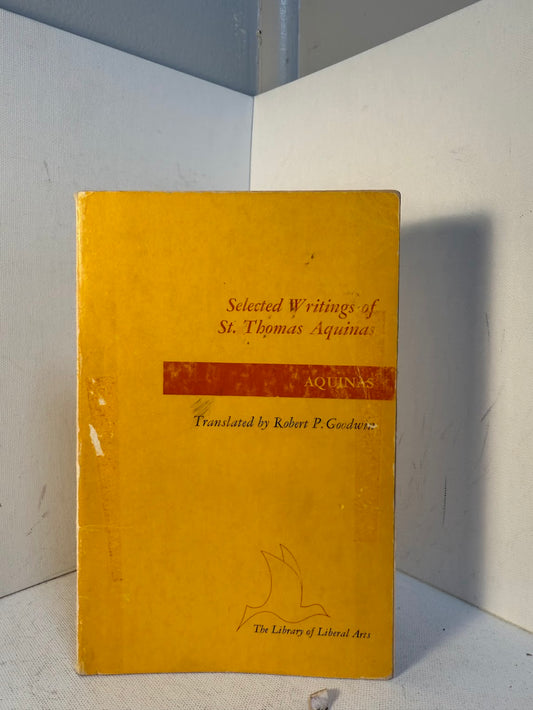 Selected Writings of
St. Thomas Aquinas
AQUINAS
Translated by Robert P. Goodwin
The Library of Liberal Arts